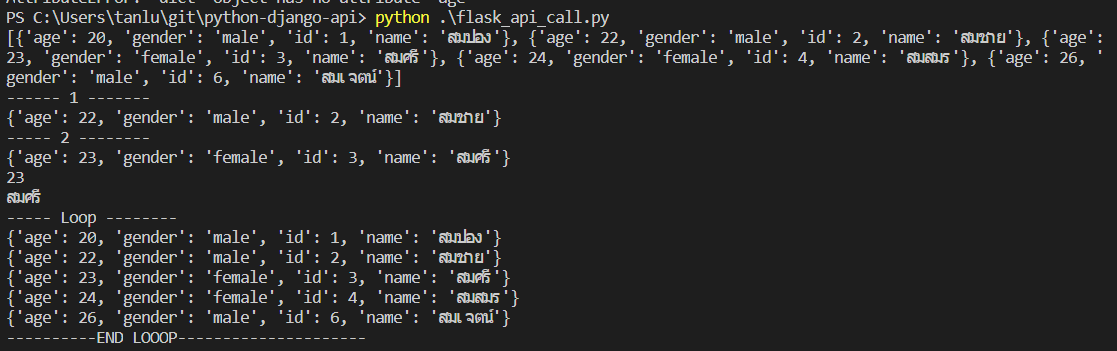 AttributeError: 'dict' object has no attribute 'age'
PS C:\Users\tanlu\git\python-django-api> python .\flask_api_call.py
[{'age': 20, 'gender': 'male', 'id': 1, 'name': 'สมปอง'}, {'age': 22, 'gender': 'male', 'id': 2, 'name': 'สมชาย'}, {'age':
23, 'gender': 'female', 'id': 3, 'name': 'สมศรี'}, {'age': 24, 'gender': 'female', 'id': 4, 'name': 'สมสมร'}, {'age': 26, '
gender': 'male', 'id': 6, 'name': 'สมเจตน์'}]
------ 1 -------
{'age': 22, 'gender': 'male', 'id': 2, 'name': 'สมชาย'}
----- 2 --------
{'age': 23, 'gender': 'female', 'id': 3, 'name': 'สมศรี'}
23
สมศรี
----- Loop --------
{'age': 20, 'gender': 'male', 'id': 1, 'name': 'สมปอง'}
{'age': 22, 'gender': 'male', 'id': 2, 'name': 'สมชาย'}
{'age': 23, 'gender': 'female', 'id': 3, 'name': 'สมศรี'}
{'age': 24, 'gender': 'female', 'id': 4, 'name': 'สมสมร'}
{'age': 26, 'gender': 'male', 'id': 6, 'name': 'สมเจตน์'}
----------END LOOOP---------------------